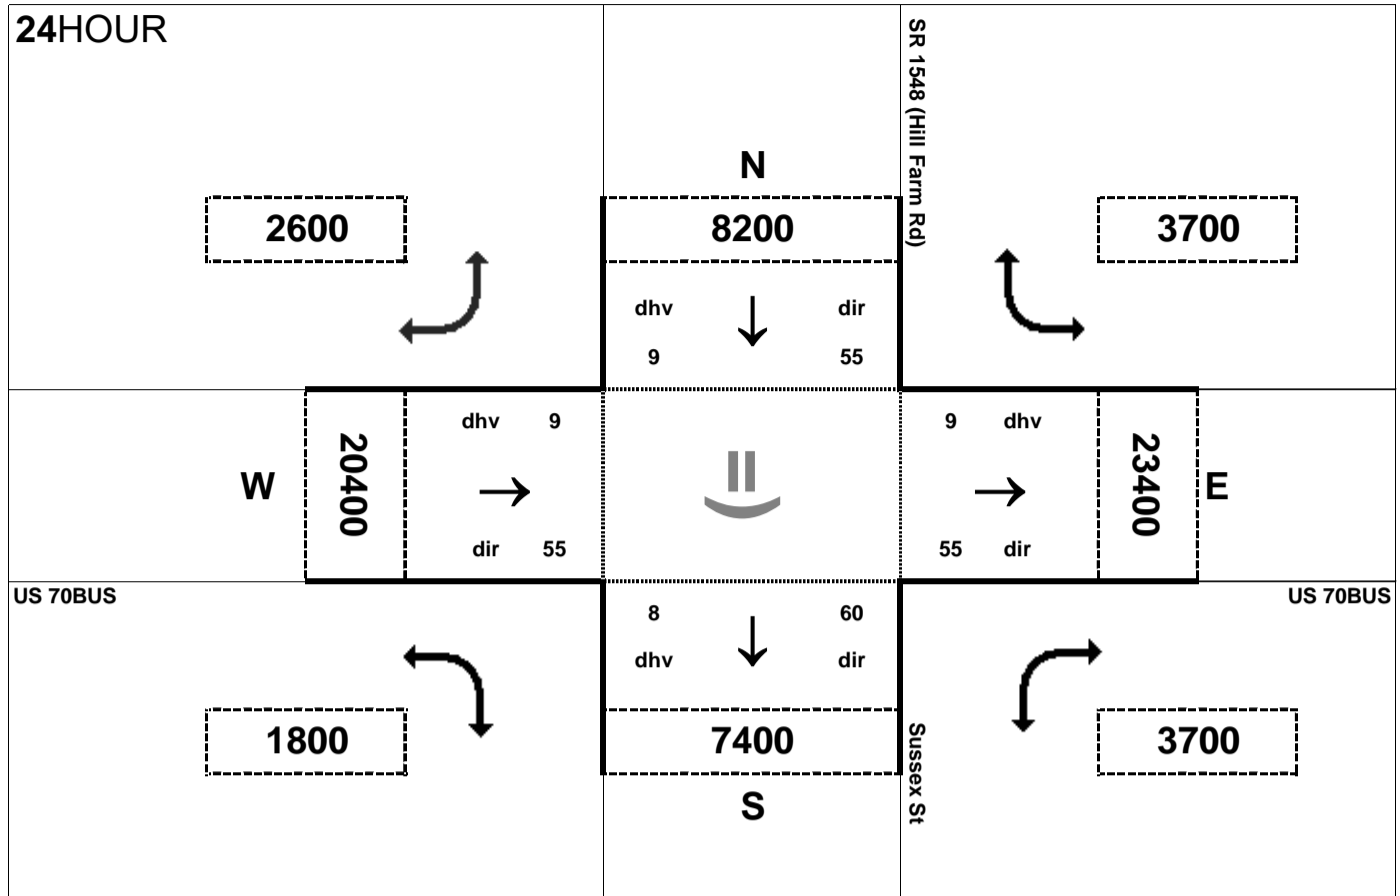 24HOUR
SR 1548 (Hill Farm Rd)
N
2600
8200
3700
dhv dir
9 55
dhv 9
9 dhv
W
20400
23400
E
dir 55
55 dir
US 70BUS
US 70BUS
8 60
dhv dir
1800
7400
3700
Sussex St
S